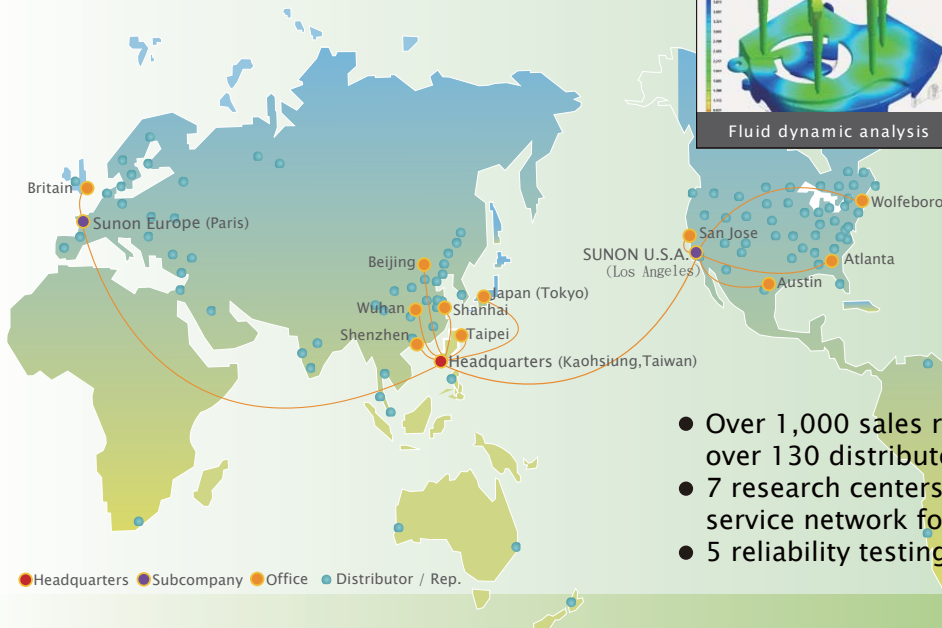 Fluid dynamic analysis
Britain
Sunon Europe (Paris)
Wolfeboro
San Jose
SUNON U.S.A.
(Los Angeles)
Atlanta
Austin
Beijing
Japan (Tokyo)
Wuhan
Shanhai
Shenzhen
Taipei
Headquarters (Kaohsiung,Taiwan)
● Over 1,000 sales r
over 130 distribut
● 7 research centers
service network fo
● 5 reliability testing
Headquarters Subcompany Office Distributor / Rep.